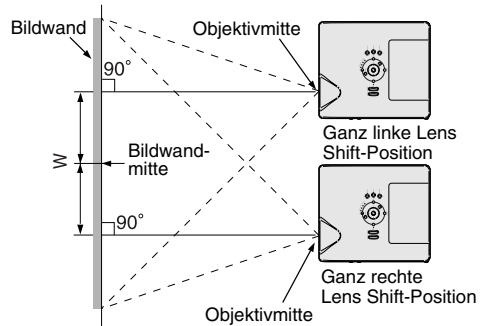 Bildwand
Objektivmitte
90°
Ganz linke Lens
Shift-Position
W
Bildwand-
mitte
90°
Ganz rechte
Lens Shift-Position
Objektivmitte